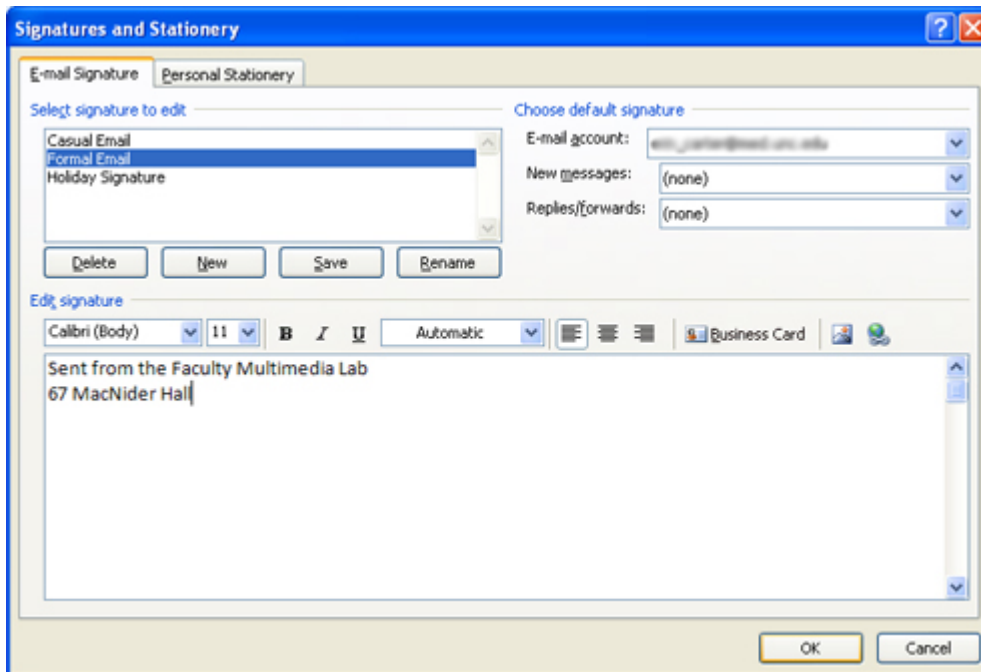 Signatures and Stationery
E-mail Signature Personal Stationery
Select signature to edit
Casual Email
Formal Email
Holiday Signature
Delete New Save Rename
Choose default signature
E-mail account:
New messages: (none)
Replies/forwards: (none)
Edit signature
Calibri (Body) 11 B I U Automatic Business Card
Sent from the Faculty Multimedia Lab
67 MacNider Hall
OK Cancel